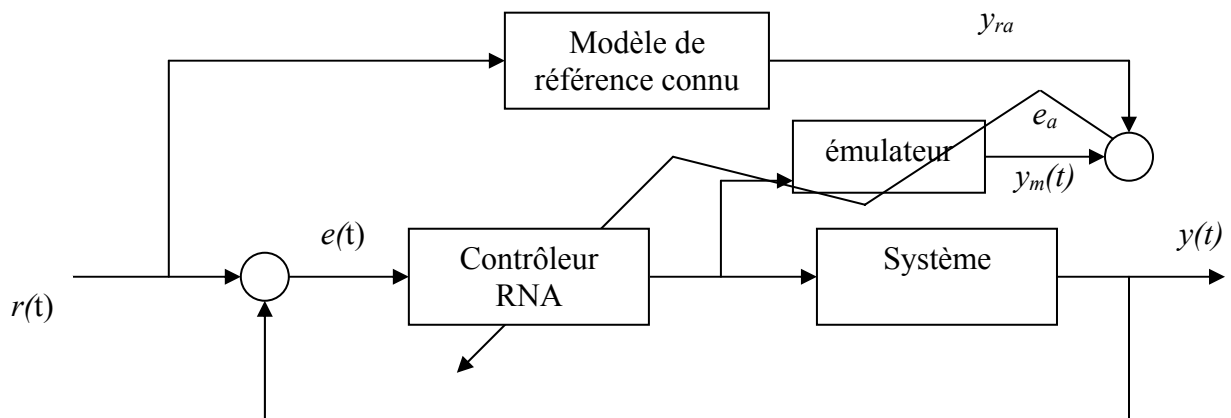 y_ra
Modèle de
référence connu
e_a
émulateur
y_m(t)
e(t)
Contrôleur
RNA
Système
y(t)
r(t)